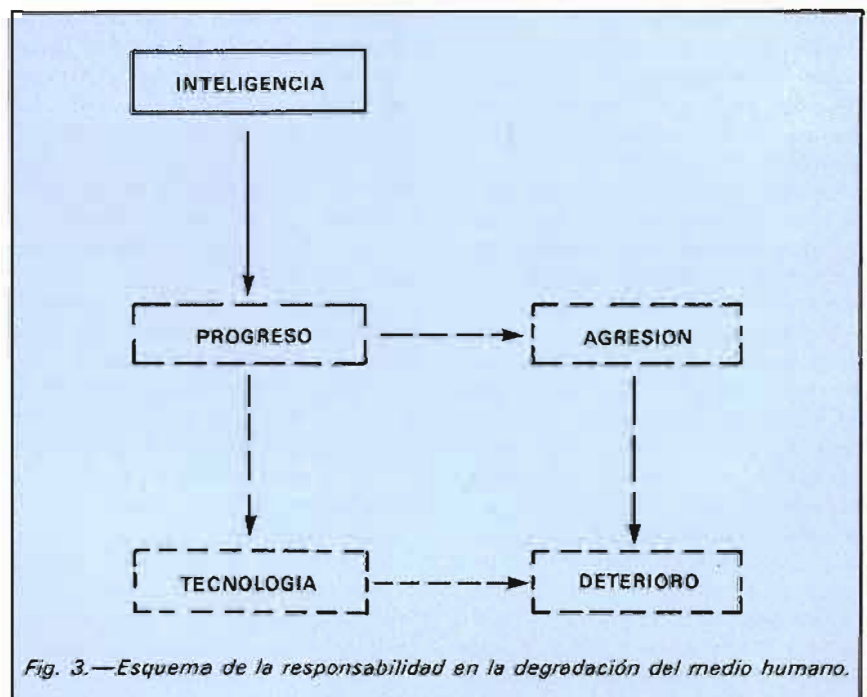 INTELIGENCIA
PROGRESO
AGRESION
TECNOLOGIA
DETERIORO
Fig. 3.—Esquema de la responsabilidad en la degradación del medio humano.